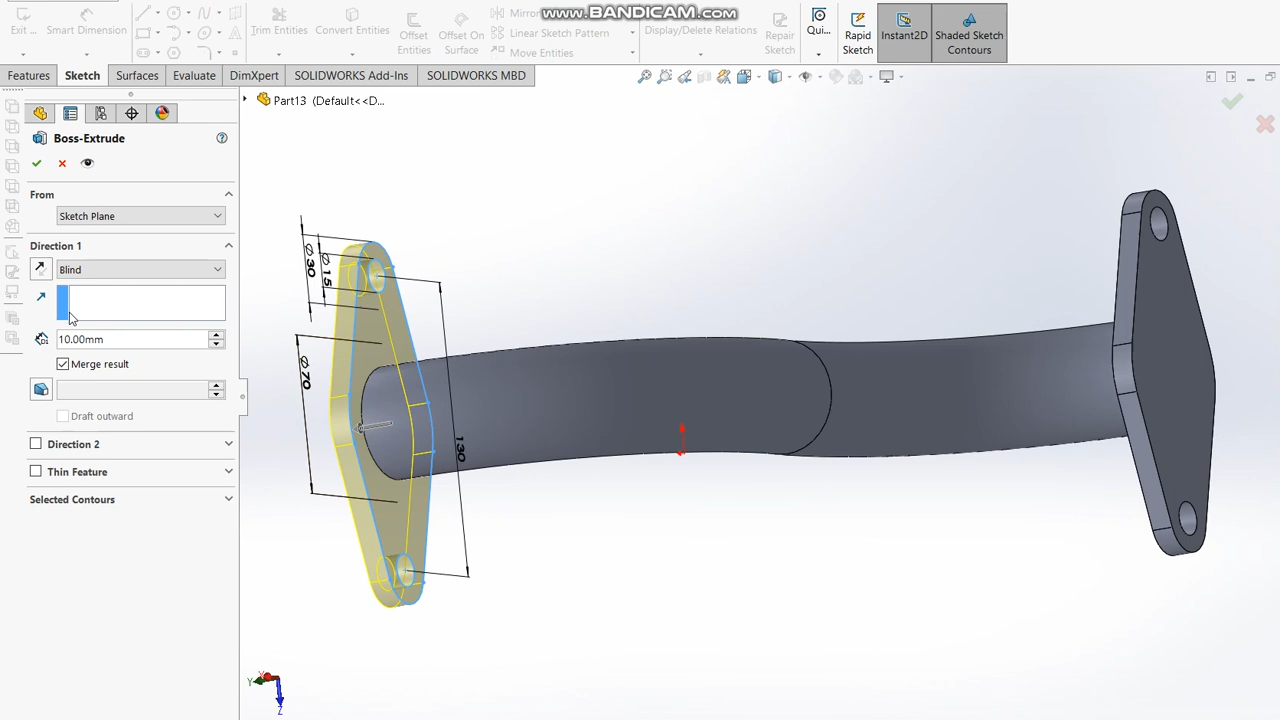 www.BANDICAM.com
Exit ...
Smart Dimension
Trim Entities
Convert Entities
Offset Entities
Offset On Surface
Mirror
Linear Sketch Pattern
Move Entities
Display/Delete Relations
Repair Sketch
Qui...
Rapid Sketch
Instant2D
Shaded Sketch Contours
Features
Sketch
Surfaces
Evaluate
DimXpert
SOLIDWORKS Add-Ins
SOLIDWORKS MBD
Part13 (Default<<D...
Boss-Extrude
From
Sketch Plane
Direction 1
Blind
10.00mm
Merge result
Draft outward
Direction 2
Thin Feature
Selected Contours
Ø30
Ø15
Ø70
130
Y
X
Z